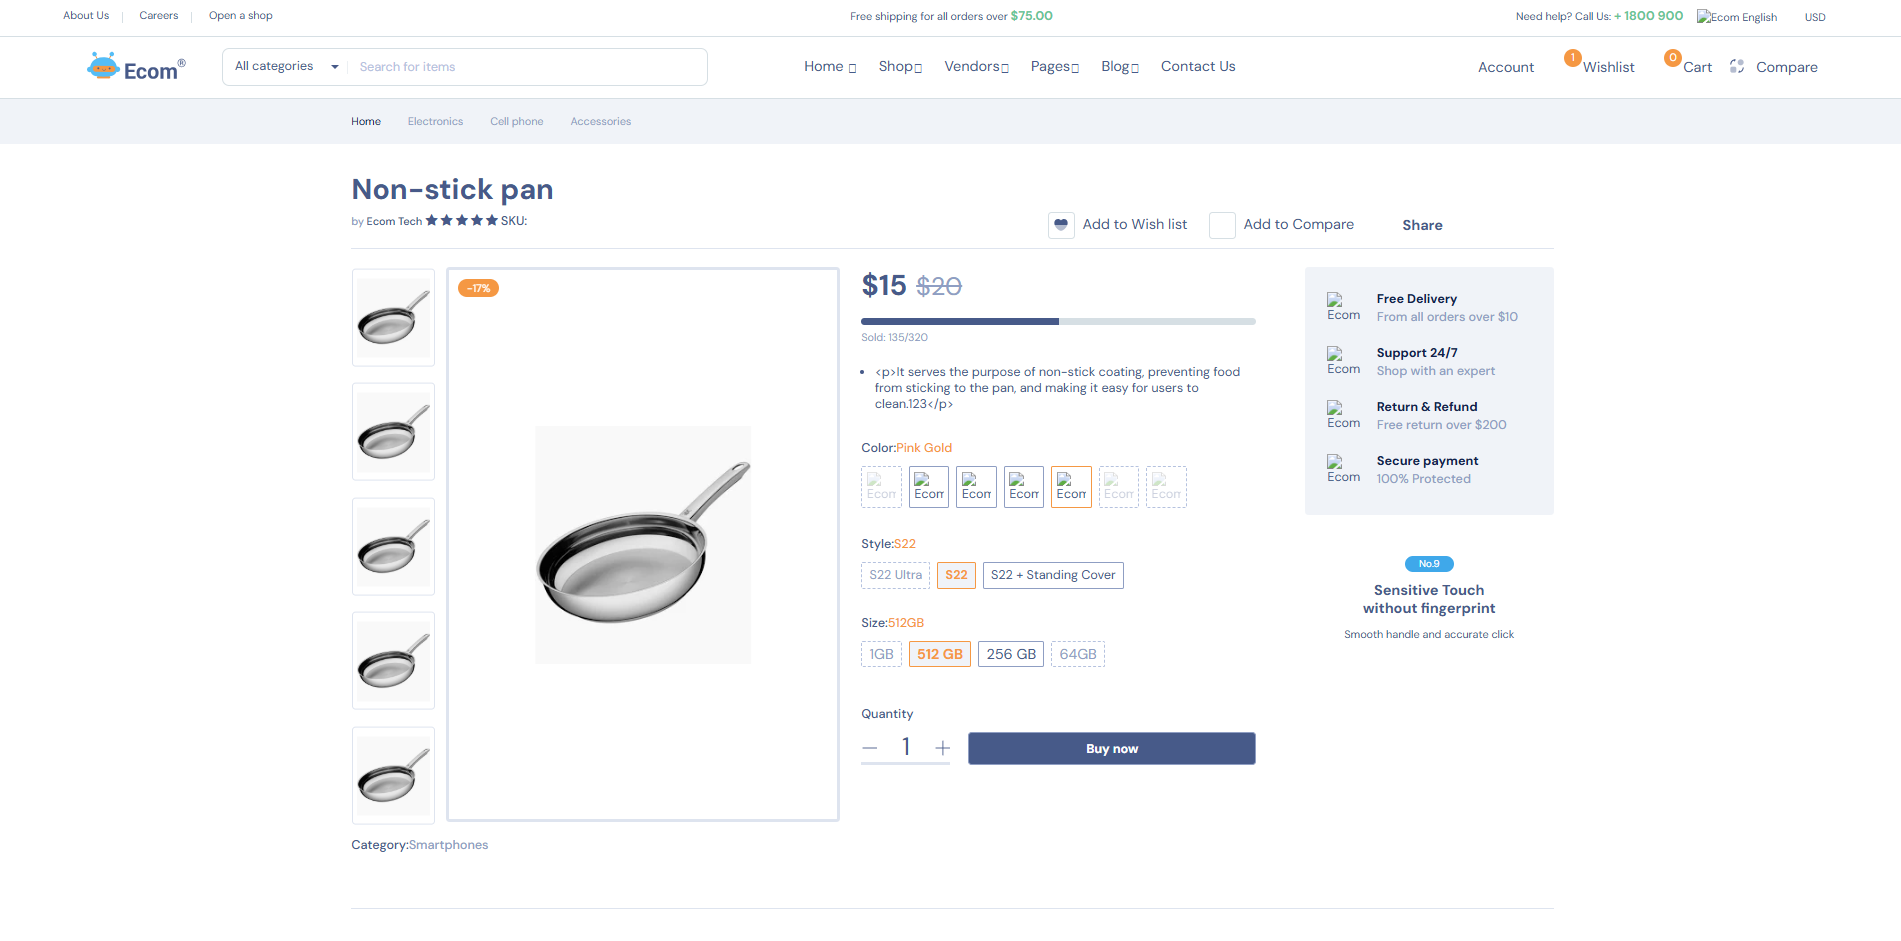 About Us
Careers
Open a shop
Free shipping for all orders over $75.00
Need help? Call Us: + 1800 900
Ecom English
USD
Ecom®
All categories
Search for items
Home
Shop
Vendors
Pages
Blog
Contact Us
Account
1
Wishlist
0
Cart
Compare
Home
Electronics
Cell phone
Accessories
Non-stick pan
by Ecom Tech
SKU:
Add to Wish list
Add to Compare
Share
-17%
$15 $20
Sold: 135/320
<p>It serves the purpose of non-stick coating, preventing food
from sticking to the pan, and making it easy for users to
clean.123</p>
Color:Pink Gold
Ecom
Ecom
Ecom
Ecom
Ecom
Ecom
Ecom
Style:S22
S22 Ultra
S22
S22 + Standing Cover
Size:512GB
1GB
512 GB
256 GB
64GB
Quantity
1
Buy now
Ecom
Free Delivery
From all orders over $10
Ecom
Support 24/7
Shop with an expert
Ecom
Return & Refund
Free return over $200
Ecom
Secure payment
100% Protected
No.9
Sensitive Touch
without fingerprint
Smooth handle and accurate click
Category:Smartphones